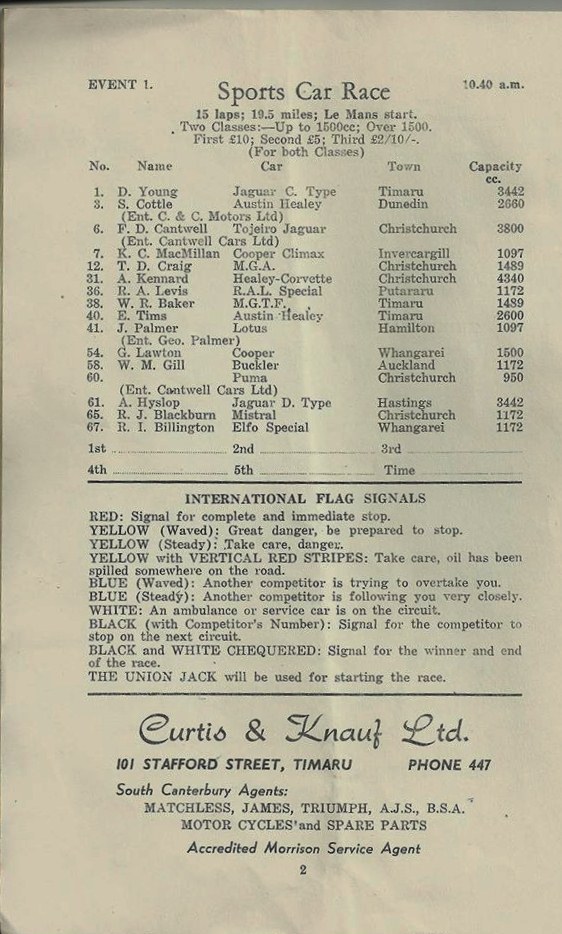 EVENT 1.
Sports Car Race
10.40 a.m.
15 laps; 19.5 miles; Le Mans start.
Two Classes:—Up to 1500cc; Over 1500.
First £10; Second £5; Third £2/10/-.
(For both Classes)
No. Name Car Town Capacity
cc.
1. D. Young Jaguar C. Type Timaru 3442
3. S. Cottle Austin Healey Dunedin 2660
(Ent. C. & C. Motors Ltd)
6. F. D. Cantwell Tojeiro Jaguar Christchurch 3800
(Ent. Cantwell Cars Ltd)
7. K. C. MacMillan Cooper Climax Invercargill 1097
12. T. D. Craig M.G.A. Christchurch 1489
31. A. Kennard Healey-Corvette Christchurch 4340
36. R. A. Levis R.A.L. Special Putaruru 1172
38. W. R. Baker M.G.T.F. Timaru 1489
40. E. Tims Austin Healey Timaru 2600
41. J. Palmer Lotus Hamilton 1097
(Ent. Geo. Palmer)
54. G. Lawton Cooper Whangarei 1500
58. W. M. Gill Buckler Auckland 1172
60. Puma Christchurch 950
(Ent. Cantwell Cars Ltd)
61. A. Hyslop Jaguar D. Type Hastings 3442
65. R. J. Blackburn Mistral Christchurch 1172
67. R. I. Billington Elfo Special Whangarei 1172
1st 2nd 3rd
4th 5th Time
INTERNATIONAL FLAG SIGNALS
RED: Signal for complete and immediate stop.
YELLOW (Waved): Great danger, be prepared to stop.
YELLOW (Steady): Take care, danger.
YELLOW with VERTICAL RED STRIPES: Take care, oil has been
spilled somewhere on the road.
BLUE (Waved): Another competitor is trying to overtake you.
BLUE (Steady): Another competitor is following you very closely.
WHITE: An ambulance or service car is on the circuit.
BLACK (with Competitor's Number): Signal for the competitor to
stop on the next circuit.
BLACK and WHITE CHEQUERED: Signal for the winner and end
of the race.
THE UNION JACK will be used for starting the race.
Curtis & Knauf Ltd.
101 STAFFORD STREET, TIMARU PHONE 447
South Canterbury Agents:
MATCHLESS, JAMES, TRIUMPH, A.J.S., B.S.A.
MOTOR CYCLES and SPARE PARTS
Accredited Morrison Service Agent
2